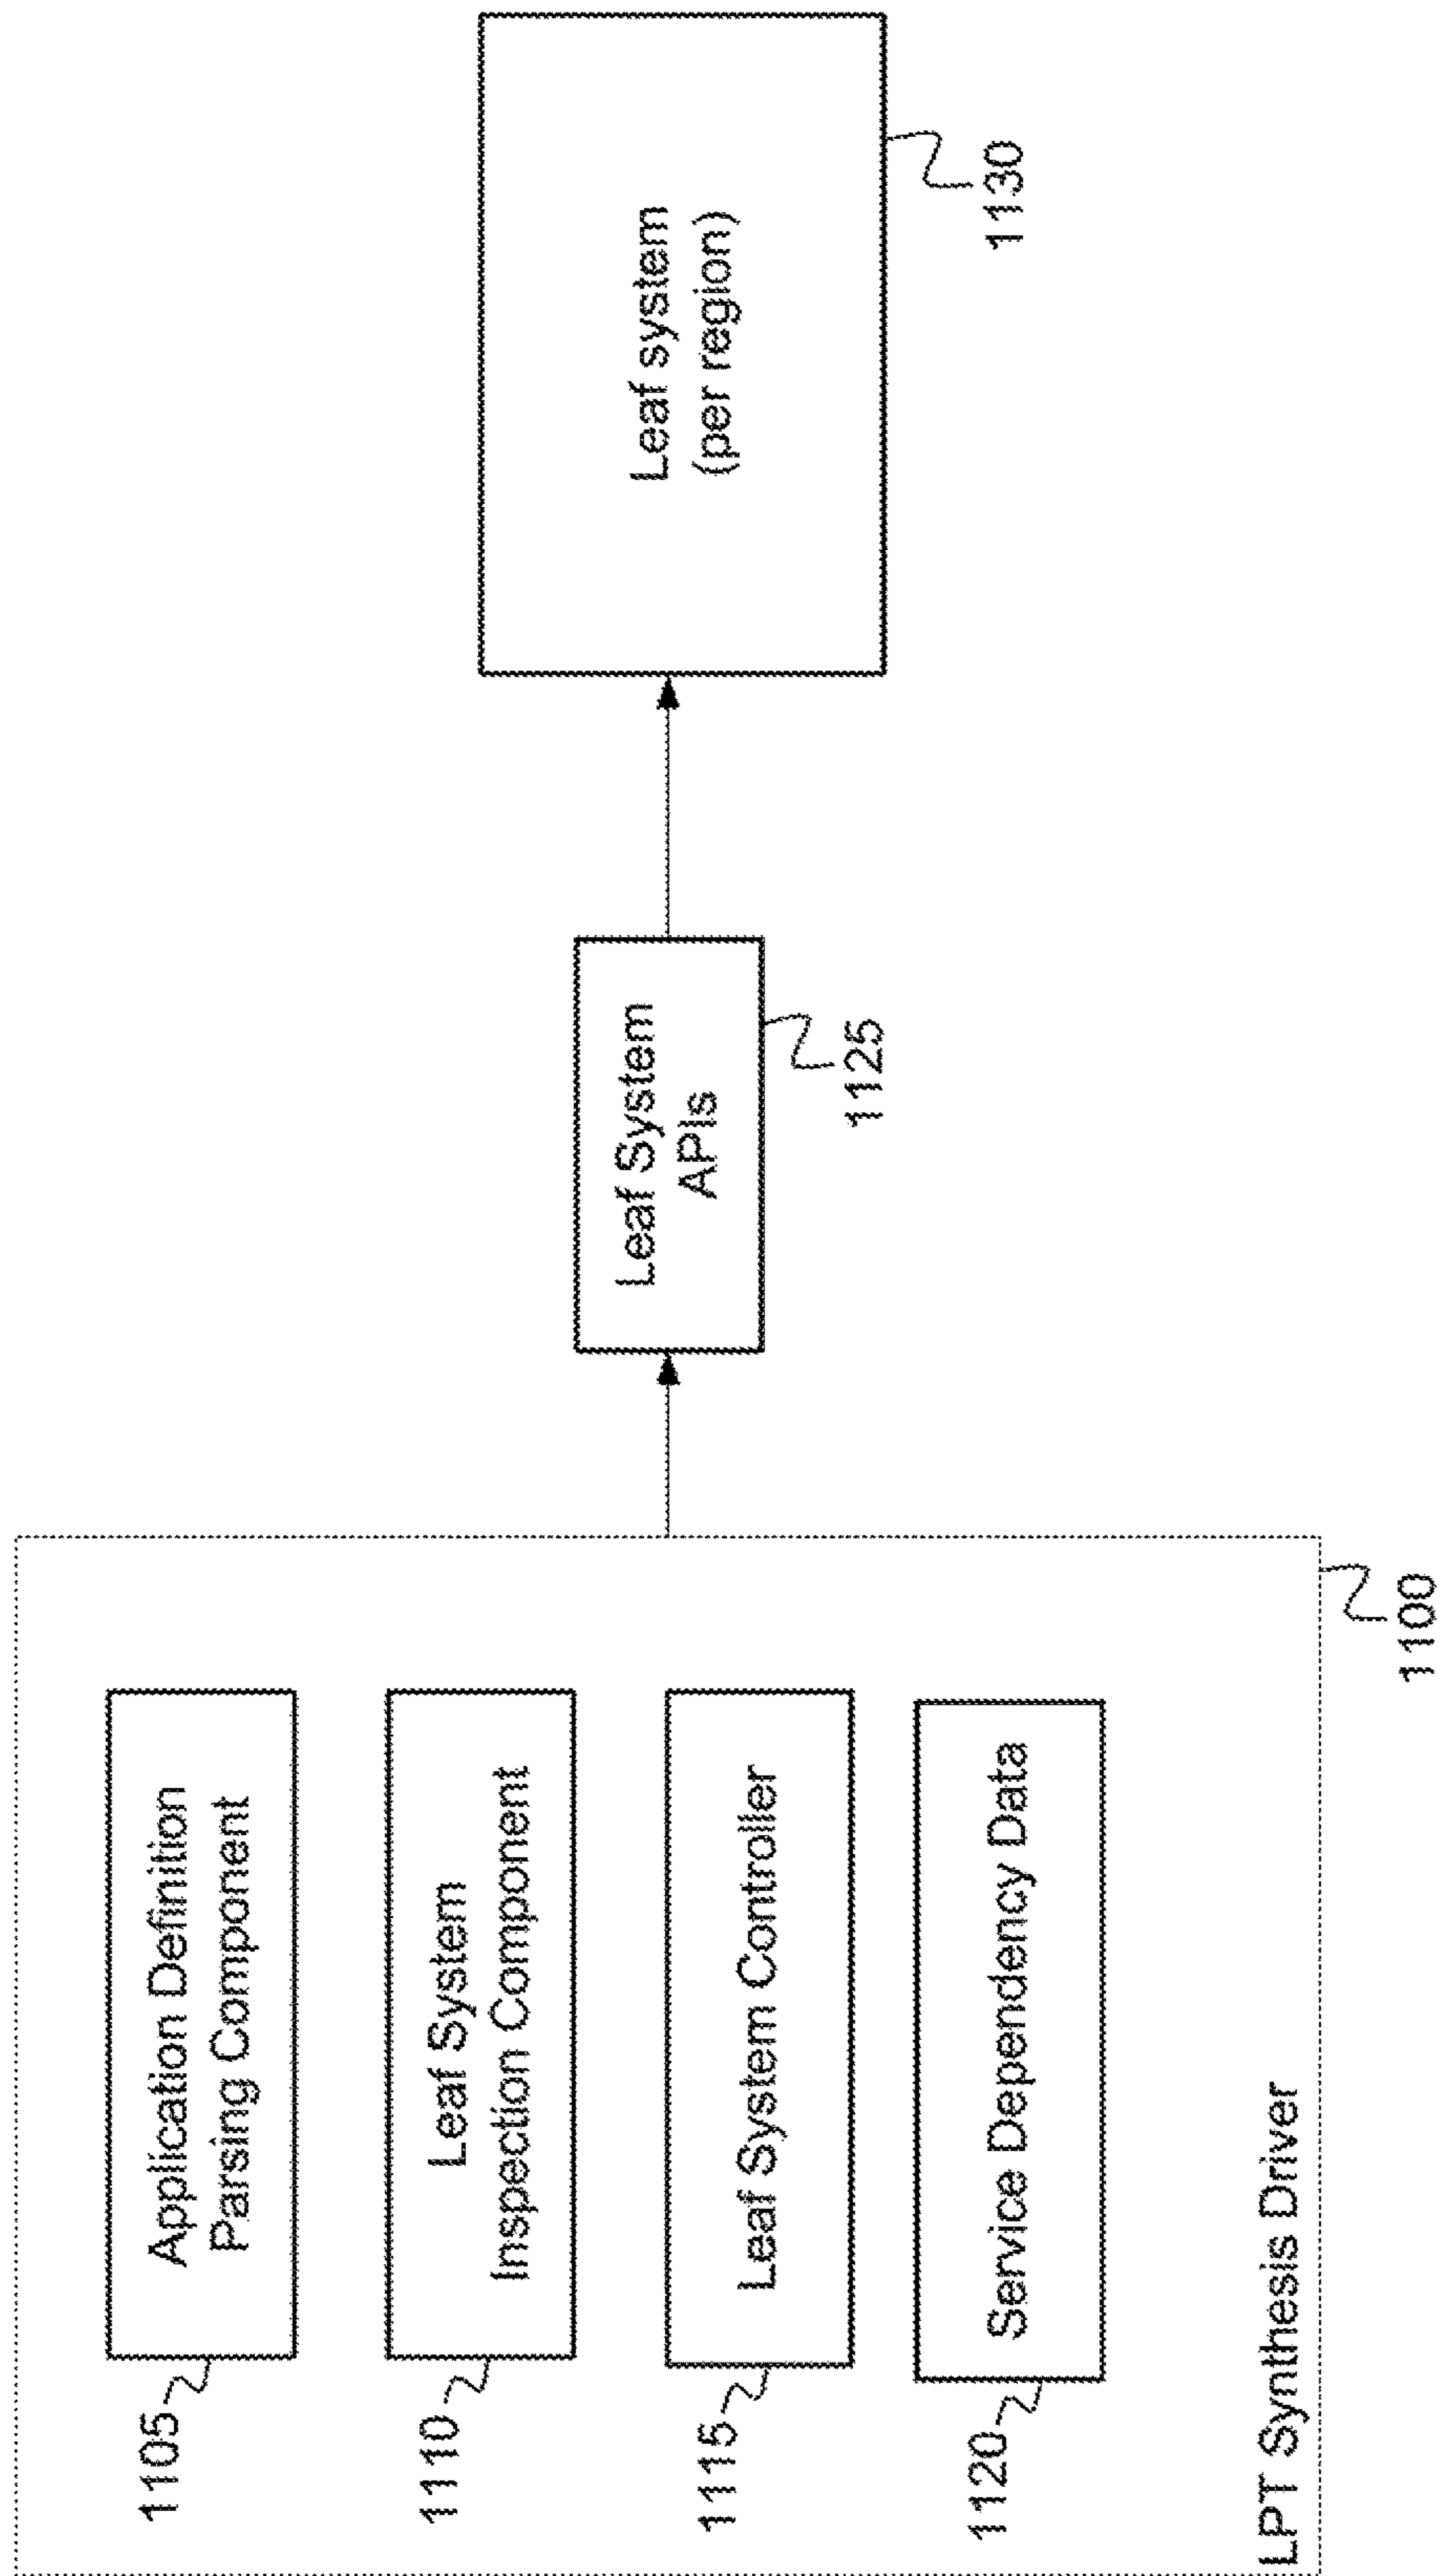 1105
Application Definition
Parsing Component
1110
Leaf System
Inspection Component
1115
Leaf System Controller
1120
Service Dependency Data
LPT Synthesis Driver
1100
Leaf System
APIs
1125
Leaf system
(per region)
1130